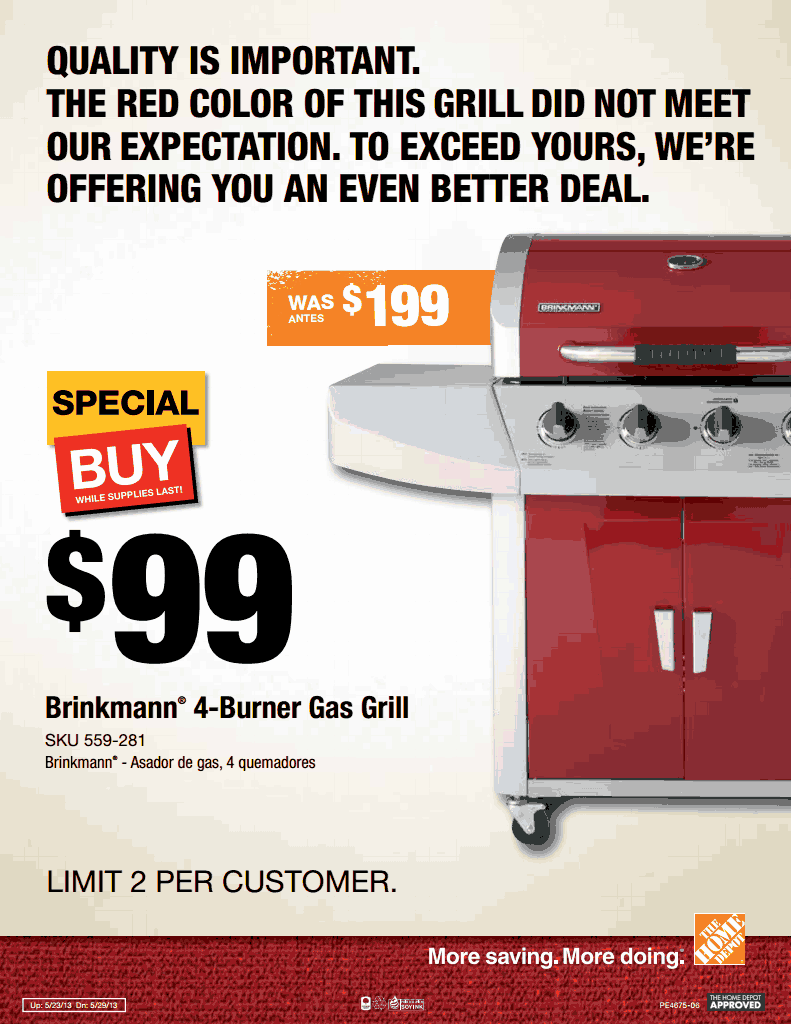 QUALITY IS IMPORTANT.
THE RED COLOR OF THIS GRILL DID NOT MEET
OUR EXPECTATION. TO EXCEED YOURS, WE'RE
OFFERING YOU AN EVEN BETTER DEAL.
WAS $199
ANTES
BRINKMANN
SPECIAL
BUY
WHILE SUPPLIES LAST!
$99
Brinkmann® 4-Burner Gas Grill
SKU 559-281
Brinkmann® - Asador de gas, 4 quemadores
LIMIT 2 PER CUSTOMER.
More saving. More doing.®
THE
HOME
DEPOT
Up: 5/23/13 Dn: 5/29/13
SOY INK
PE4675-06
THE HOME DEPOT
APPROVED